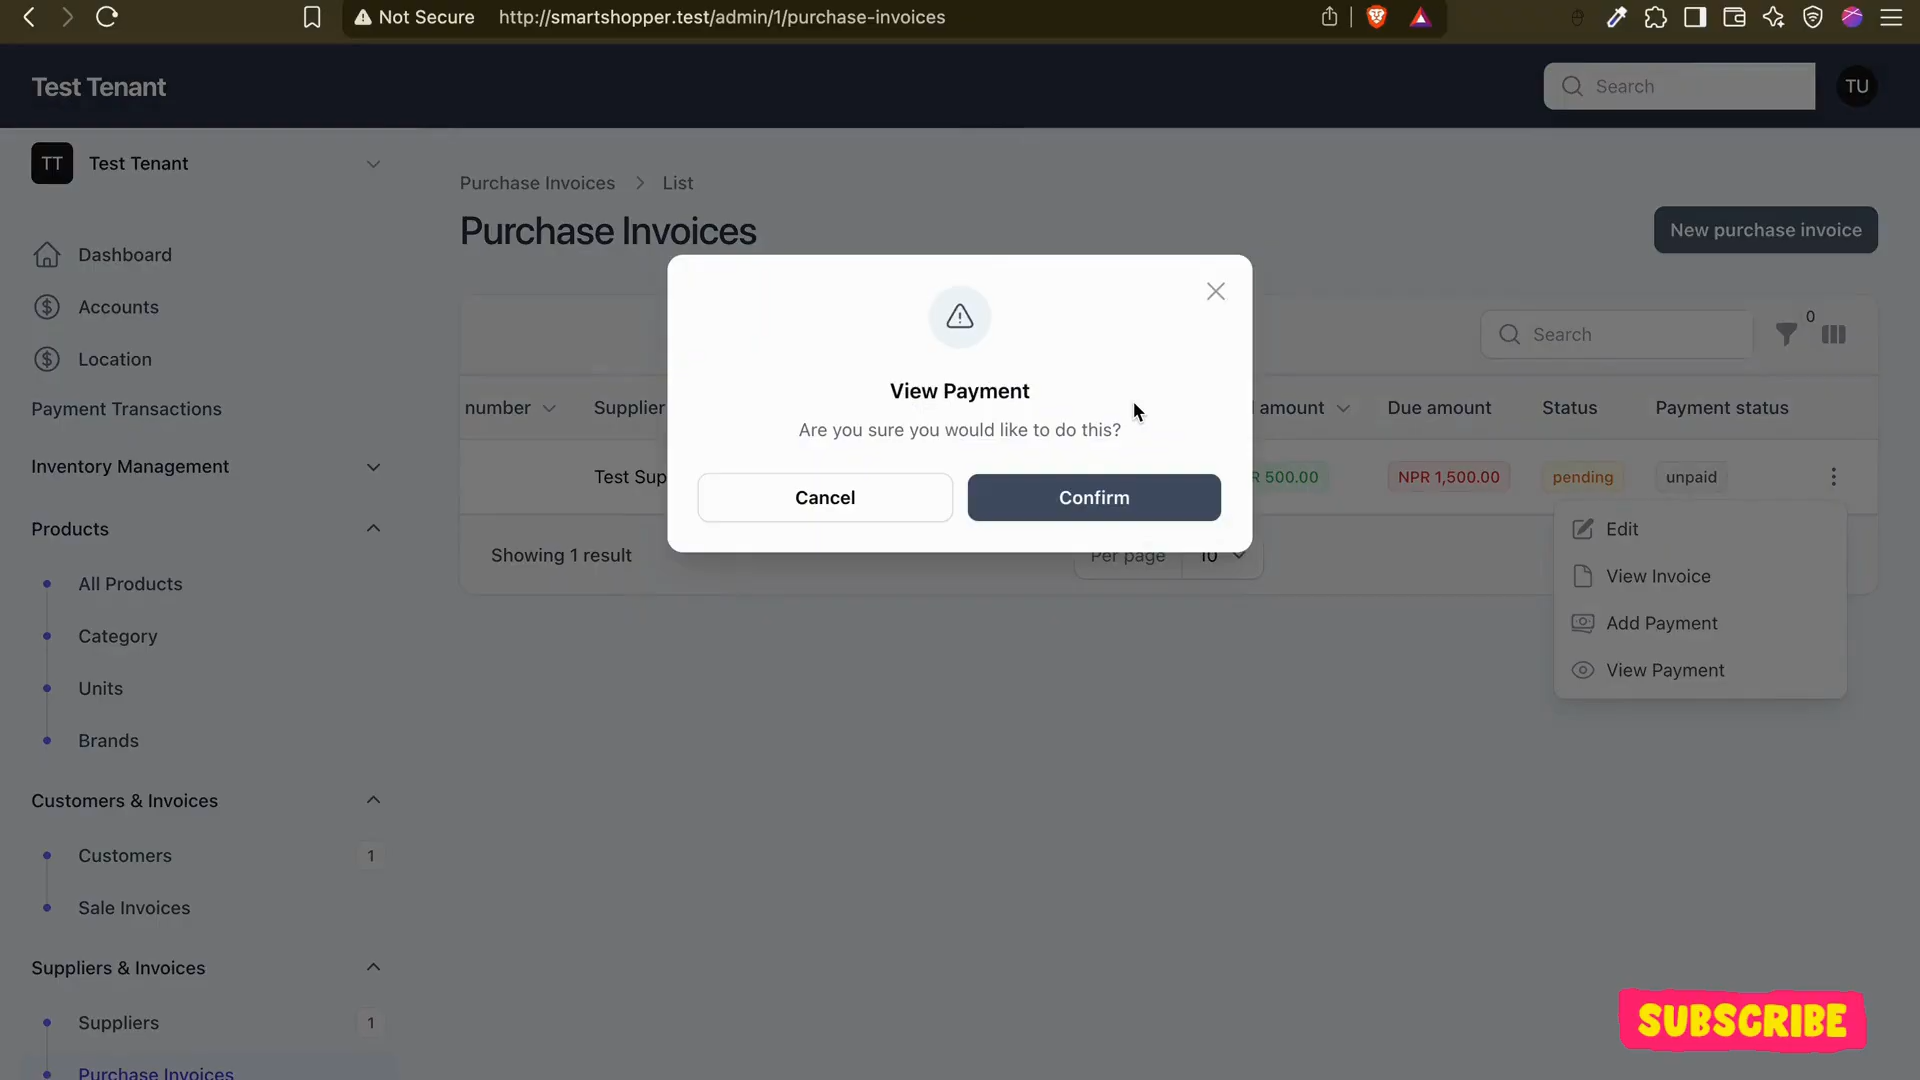 Not Secure http://smartshopper.test/admin/1/purchase-invoices
Test Tenant
Search
TU
TT
Test Tenant
Dashboard
Accounts
Location
Payment Transactions
Inventory Management
Products
All Products
Category
Units
Brands
Customers & Invoices
Customers 1
Sale Invoices
Suppliers & Invoices
Suppliers 1
Purchase Invoices
Purchase Invoices List
Purchase Invoices
New purchase invoice
Search
0
number Supplier amount Due amount Status Payment status
Test Sup R 500.00 NPR 1,500.00 pending unpaid
Showing 1 result
Per page 10
View Payment
Are you sure you would like to do this?
Cancel
Confirm
Edit
View Invoice
Add Payment
View Payment
SUBSCRIBE